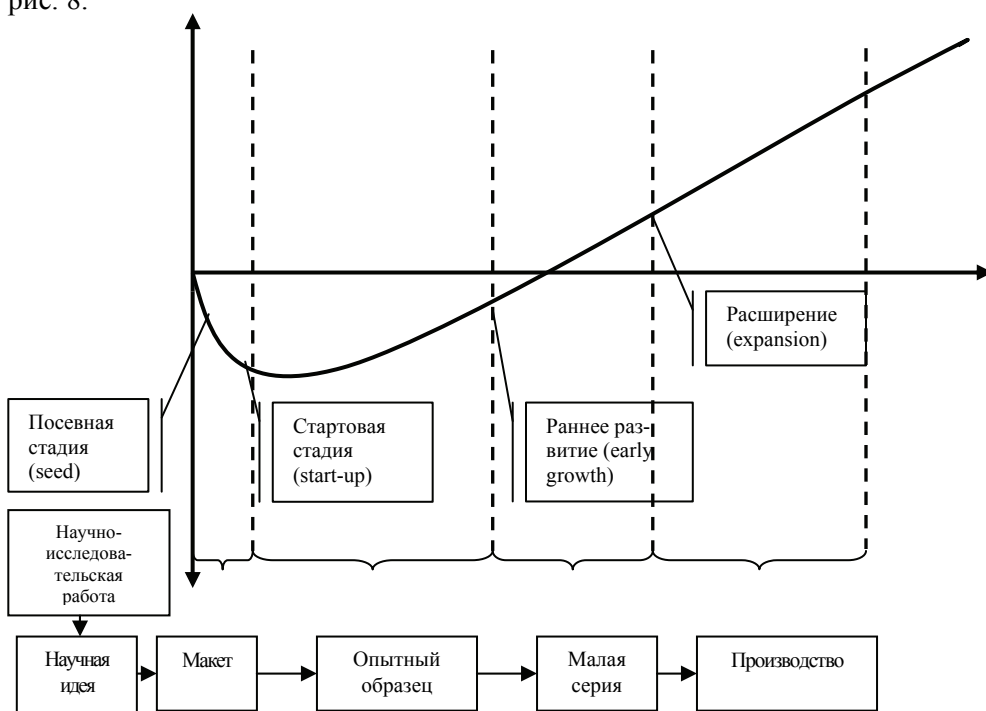 рис. 8.
Расширение
(expansion)
Посевная
стадия
(seed)
Стартовая
стадия
(start-up)
Раннее раз-
витие (early
growth)
Научно-
исследова-
тельская
работа
Научная
идея
Макет
Опытный
образец
Малая
серия
Производство